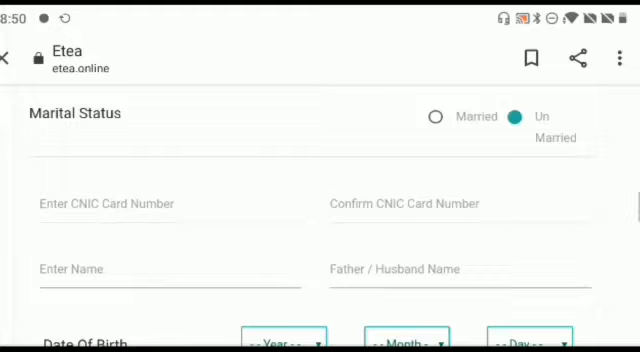 8:50
Etea
etea.online
Marital Status
Married
Un Married
Enter CNIC Card Number
Confirm CNIC Card Number
Enter Name
Father / Husband Name
Date Of Birth
-- Year --
-- Month -
-- Day --